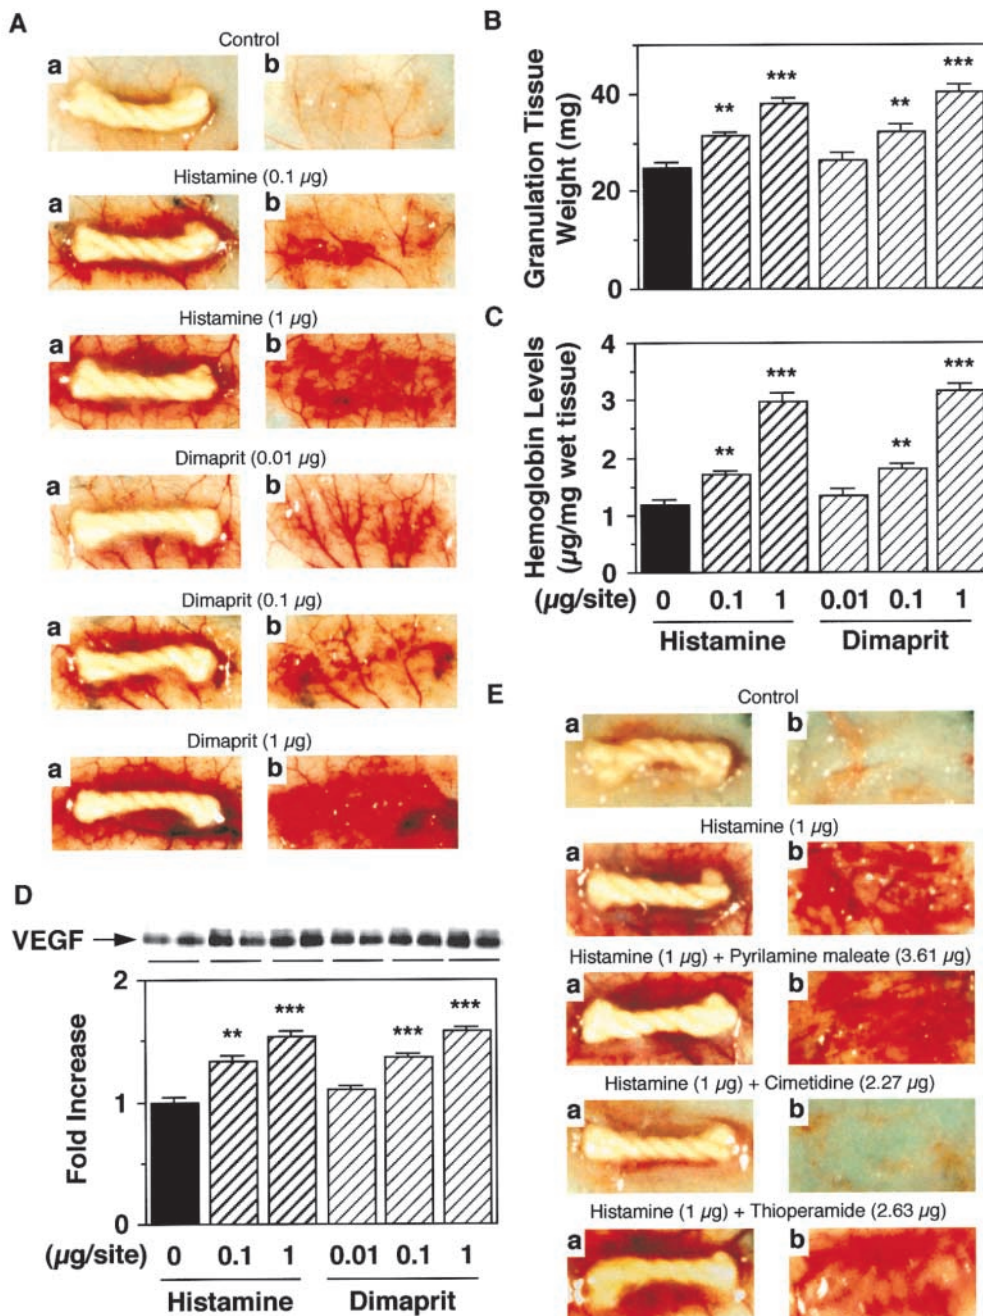 A
Control
a b
Histamine (0.1 µg)
a b
Histamine (1 µg)
a b
Dimaprit (0.01 µg)
a b
Dimaprit (0.1 µg)
a b
Dimaprit (1 µg)
a b
B
Granulation Tissue
Weight (mg)
40
20
0
** *** ** ***
C
Hemoglobin Levels
(µg/mg wet tissue)
4
3
2
1
0
** *** ** ***
(µg/site) 0 0.1 1 0.01 0.1 1
Histamine Dimaprit
D
VEGF
Fold Increase
2
1
0
** *** *** ***
(µg/site) 0 0.1 1 0.01 0.1 1
Histamine Dimaprit
E
Control
a b
Histamine (1 µg)
a b
Histamine (1 µg) + Pyrilamine maleate (3.61 µg)
a b
Histamine (1 µg) + Cimetidine (2.27 µg)
a b
Histamine (1 µg) + Thioperamide (2.63 µg)
a b